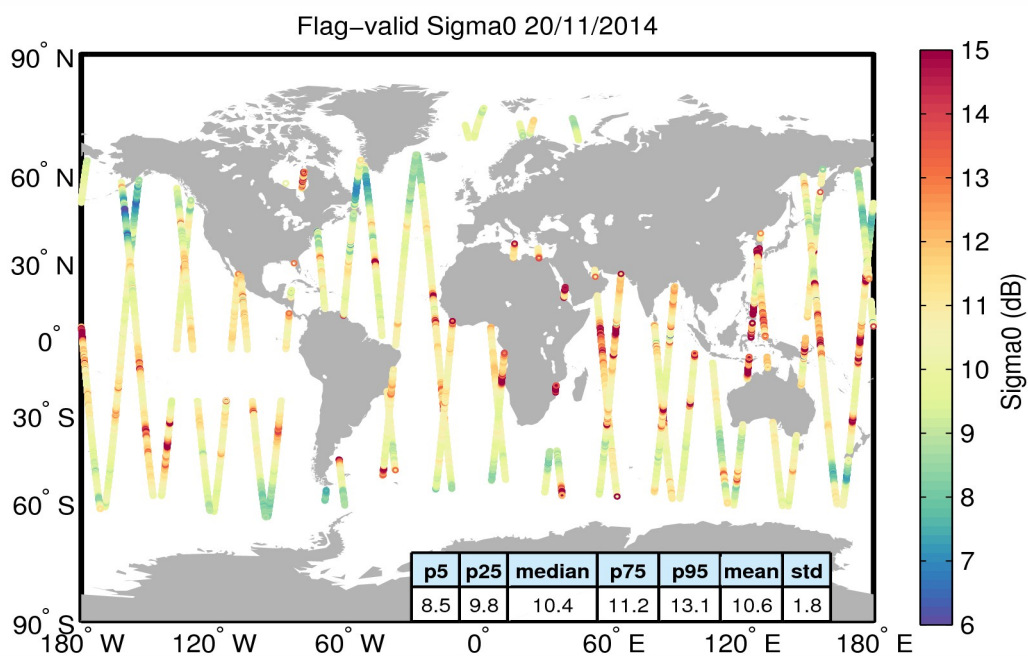 Flag−valid Sigma0 20/11/2014
90° N
60° N
30° N
0°
30° S
60° S
90° S
180° W
120° W
60° W
0°
60° E
120° E
180° E
p5 p25 median p75 p95 mean std
8.5 9.8 10.4 11.2 13.1 10.6 1.8
15
14
13
12
11
10
9
8
7
6
Sigma0 (dB)